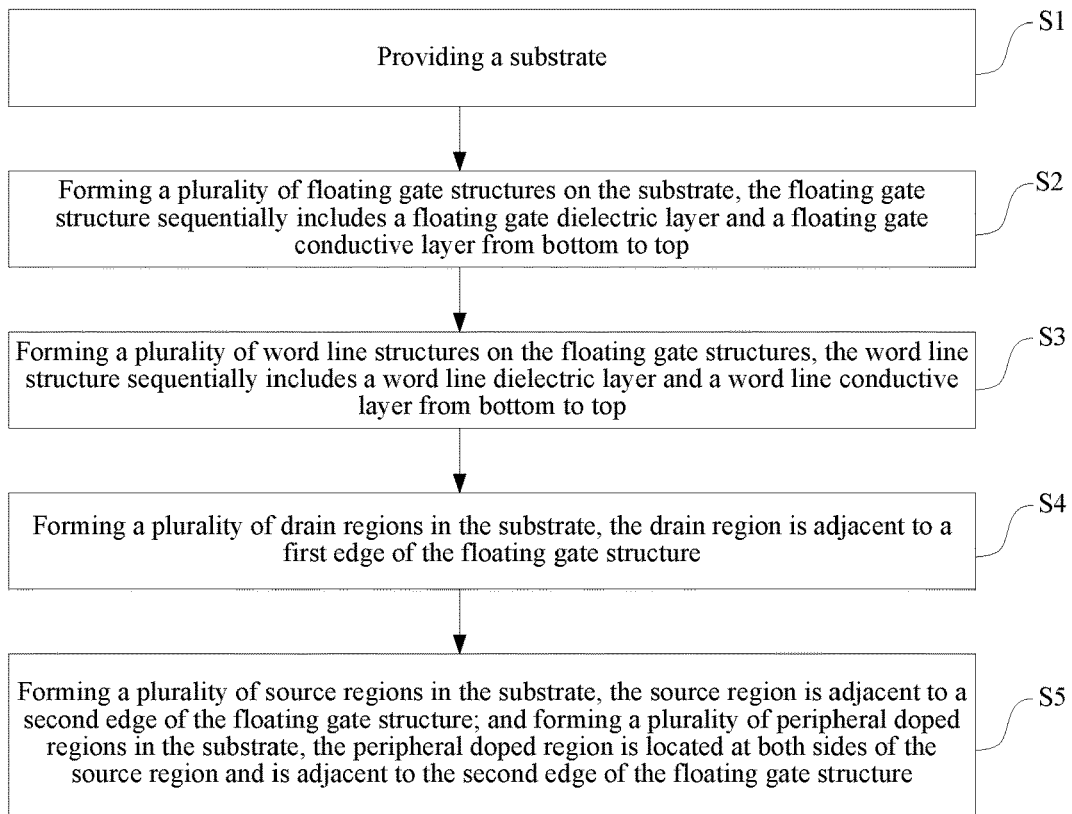 S1
Providing a substrate
S2
Forming a plurality of floating gate structures on the substrate, the floating gate
structure sequentially includes a floating gate dielectric layer and a floating gate
conductive layer from bottom to top
S3
Forming a plurality of word line structures on the floating gate structures, the word line
structure sequentially includes a word line dielectric layer and a word line conductive
layer from bottom to top
S4
Forming a plurality of drain regions in the substrate, the drain region is adjacent to a
first edge of the floating gate structure
S5
Forming a plurality of source regions in the substrate, the source region is adjacent to a
second edge of the floating gate structure; and forming a plurality of peripheral doped
regions in the substrate, the peripheral doped region is located at both sides of the
source region and is adjacent to the second edge of the floating gate structure